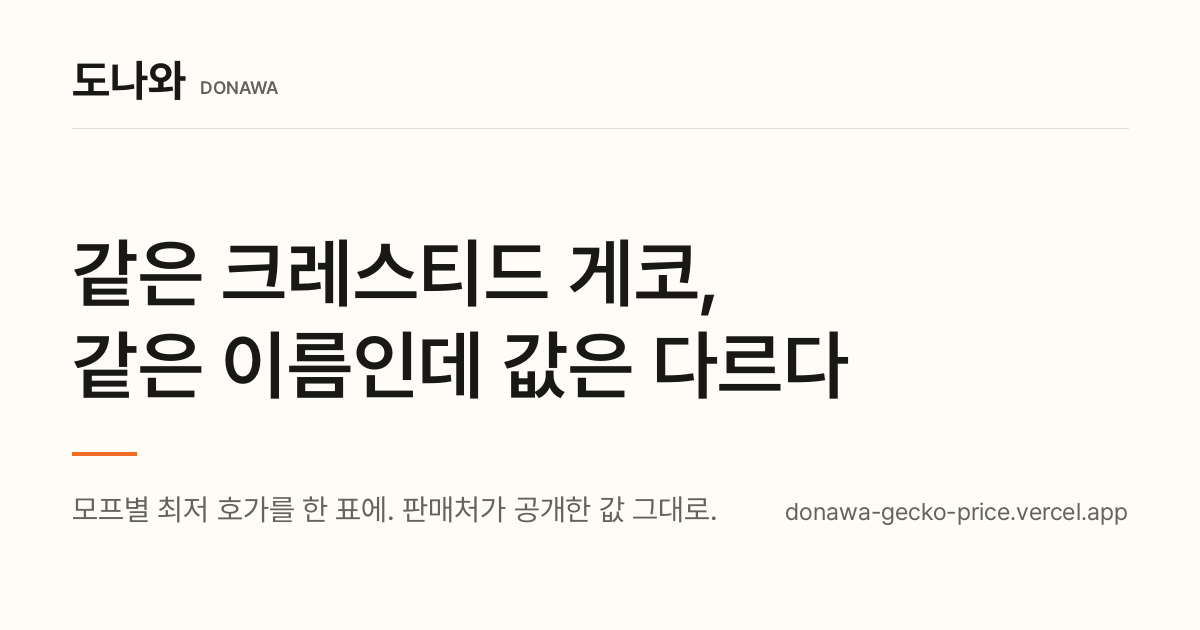 도나와 DONAWA
같은 크레스티드 게코,
같은 이름인데 값은 다르다
모프별 최저 호가를 한 표에. 판매처가 공개한 값 그대로.
donawa-gecko-price.vercel.app